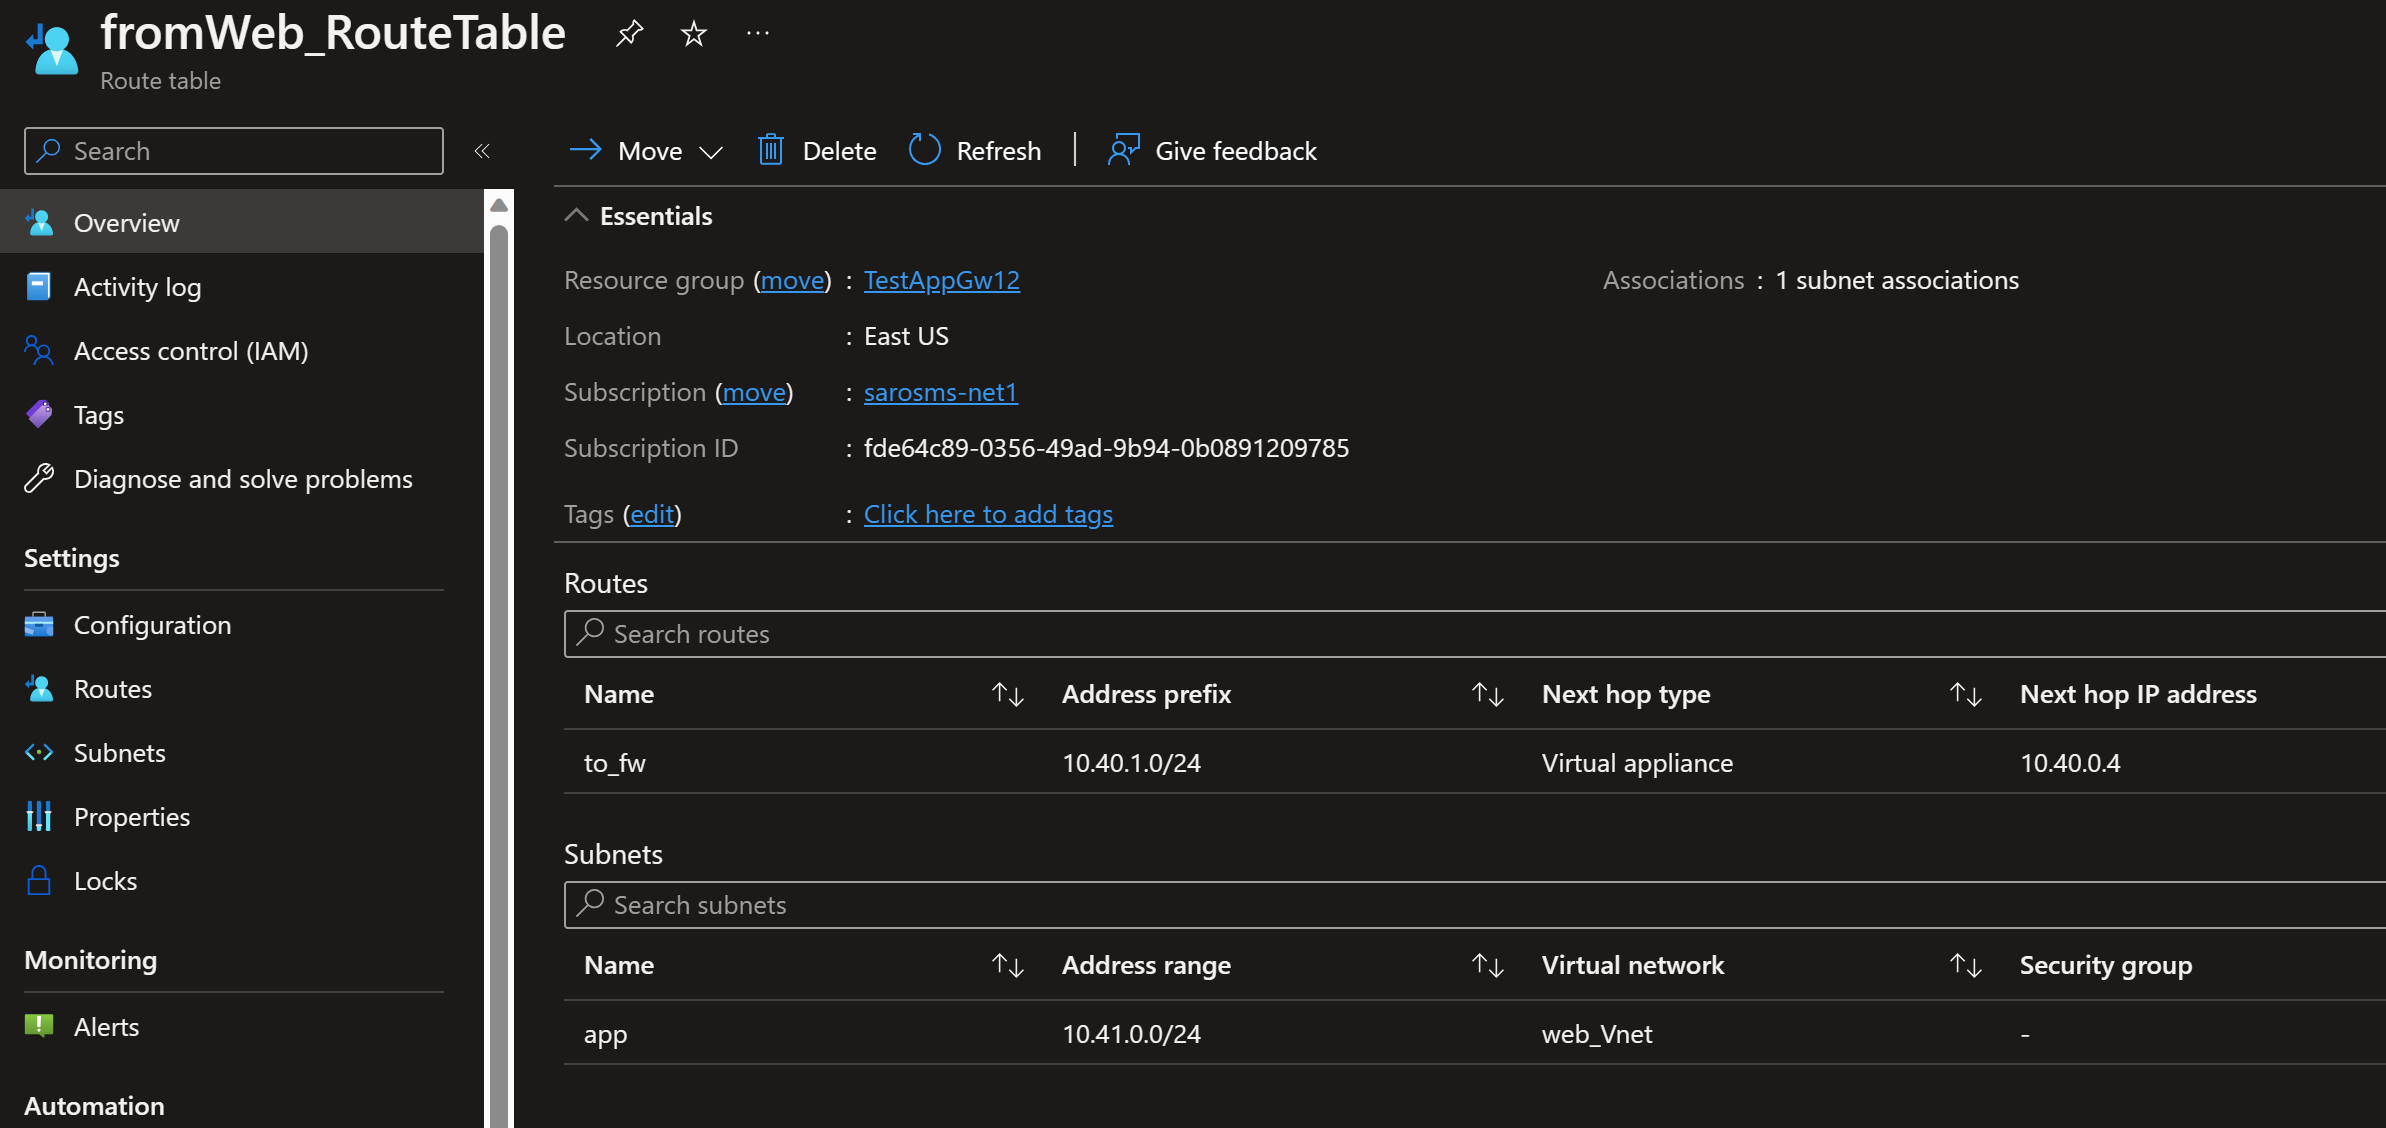 fromWeb_RouteTable
Route table
Search
Overview
Activity log
Access control (IAM)
Tags
Diagnose and solve problems
Settings
Configuration
Routes
Subnets
Properties
Locks
Monitoring
Alerts
Automation
Move Delete Refresh Give feedback
Essentials
Resource group (move) : TestAppGw12
Associations : 1 subnet associations
Location : East US
Subscription (move) : sarosms-net1
Subscription ID : fde64c89-0356-49ad-9b94-0b0891209785
Tags (edit) : Click here to add tags
Routes
Search routes
Name Address prefix Next hop type Next hop IP address
to_fw 10.40.1.0/24 Virtual appliance 10.40.0.4
Subnets
Search subnets
Name Address range Virtual network Security group
app 10.41.0.0/24 web_Vnet -